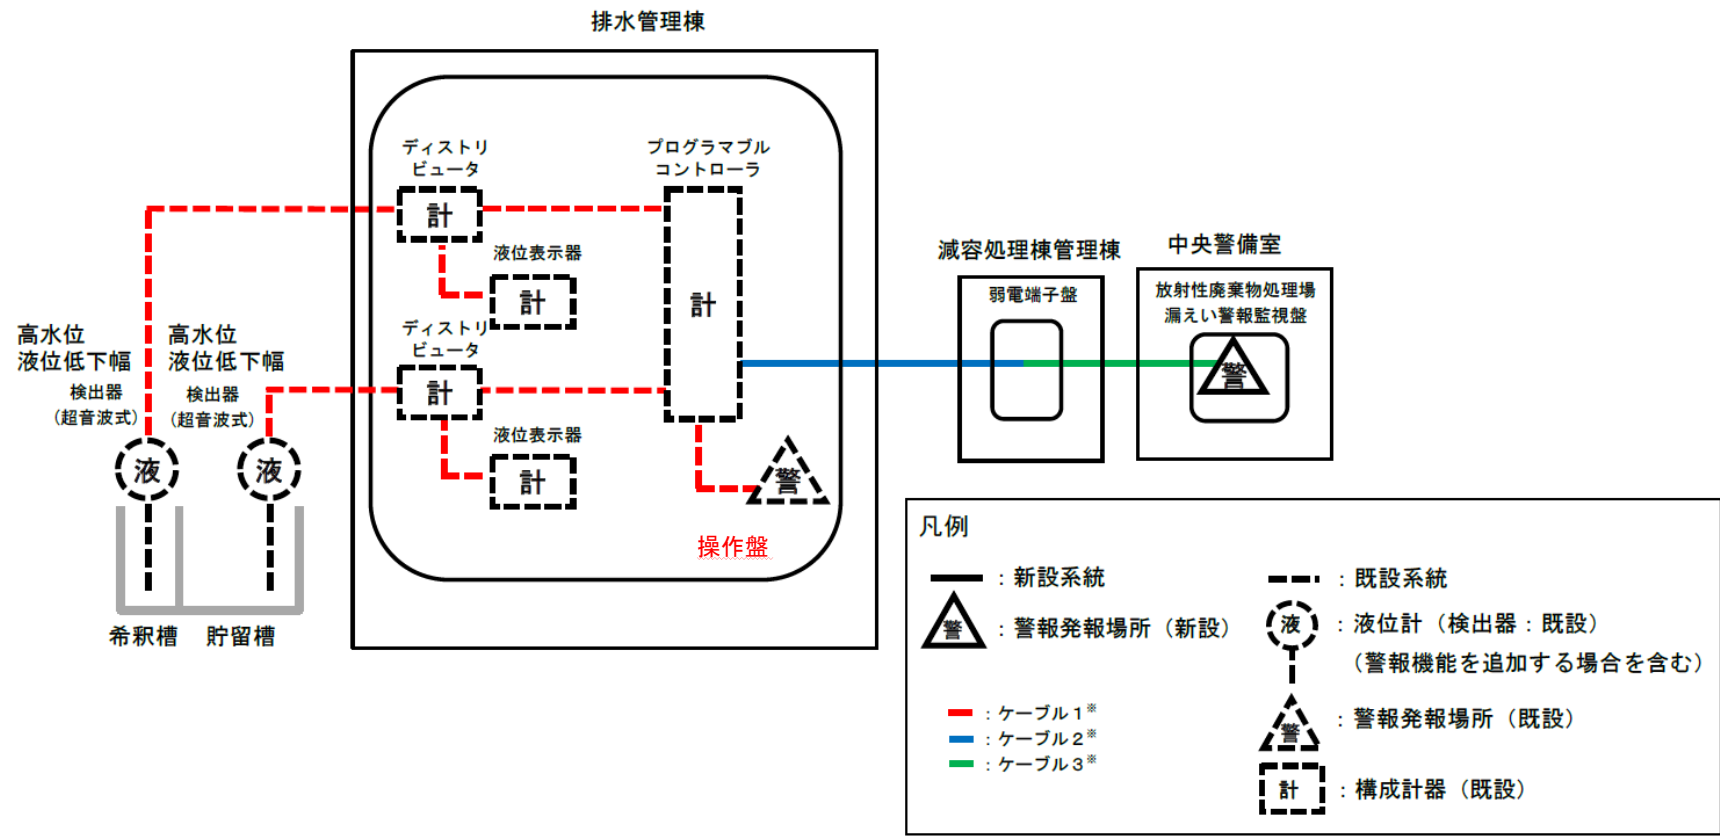 排水管理棟
ディストリ
ビュータ
計
プログラマブル
コントローラ
計
液位表示器
計
ディストリ
ビュータ
計
液位表示器
計
警
操作盤
高水位
液位低下幅
検出器
(超音波式)
液
高水位
液位低下幅
検出器
(超音波式)
液
希釈槽
貯留槽
減容処理棟管理棟
弱電端子盤
中央警備室
放射性廃棄物処理場
漏えい警報監視盤
警
凡例
：新設系統
警 ：警報発報場所（新設）
：ケーブル１※
：ケーブル２※
：ケーブル３※
：既設系統
液 ：液位計（検出器：既設）
（警報機能を追加する場合を含む）
警 ：警報発報場所（既設）
計 ：構成計器（既設）